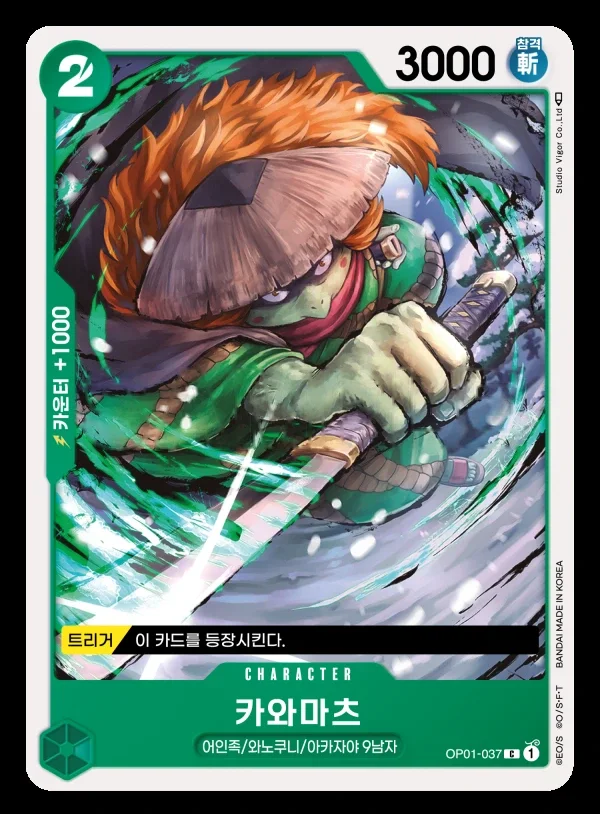 2
3000
참격
斬
Studio Vigor Co.,Ltd
카운터 +1000
트리거 이 카드를 등장시킨다.
CHARACTER
카와마츠
어인족/와노쿠니/아카자야 9남자
OP01-037 C 1
©EO/S ©O/S·F·T BANDAI MADE IN KOREA